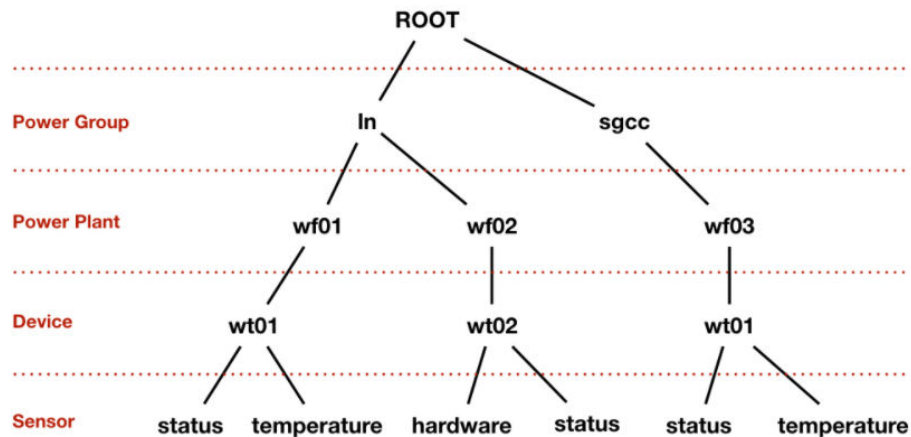 ROOT
Power Group ln sgcc
Power Plant wf01 wf02 wf03
Device wt01 wt02 wt01
Sensor status temperature hardware status status temperature